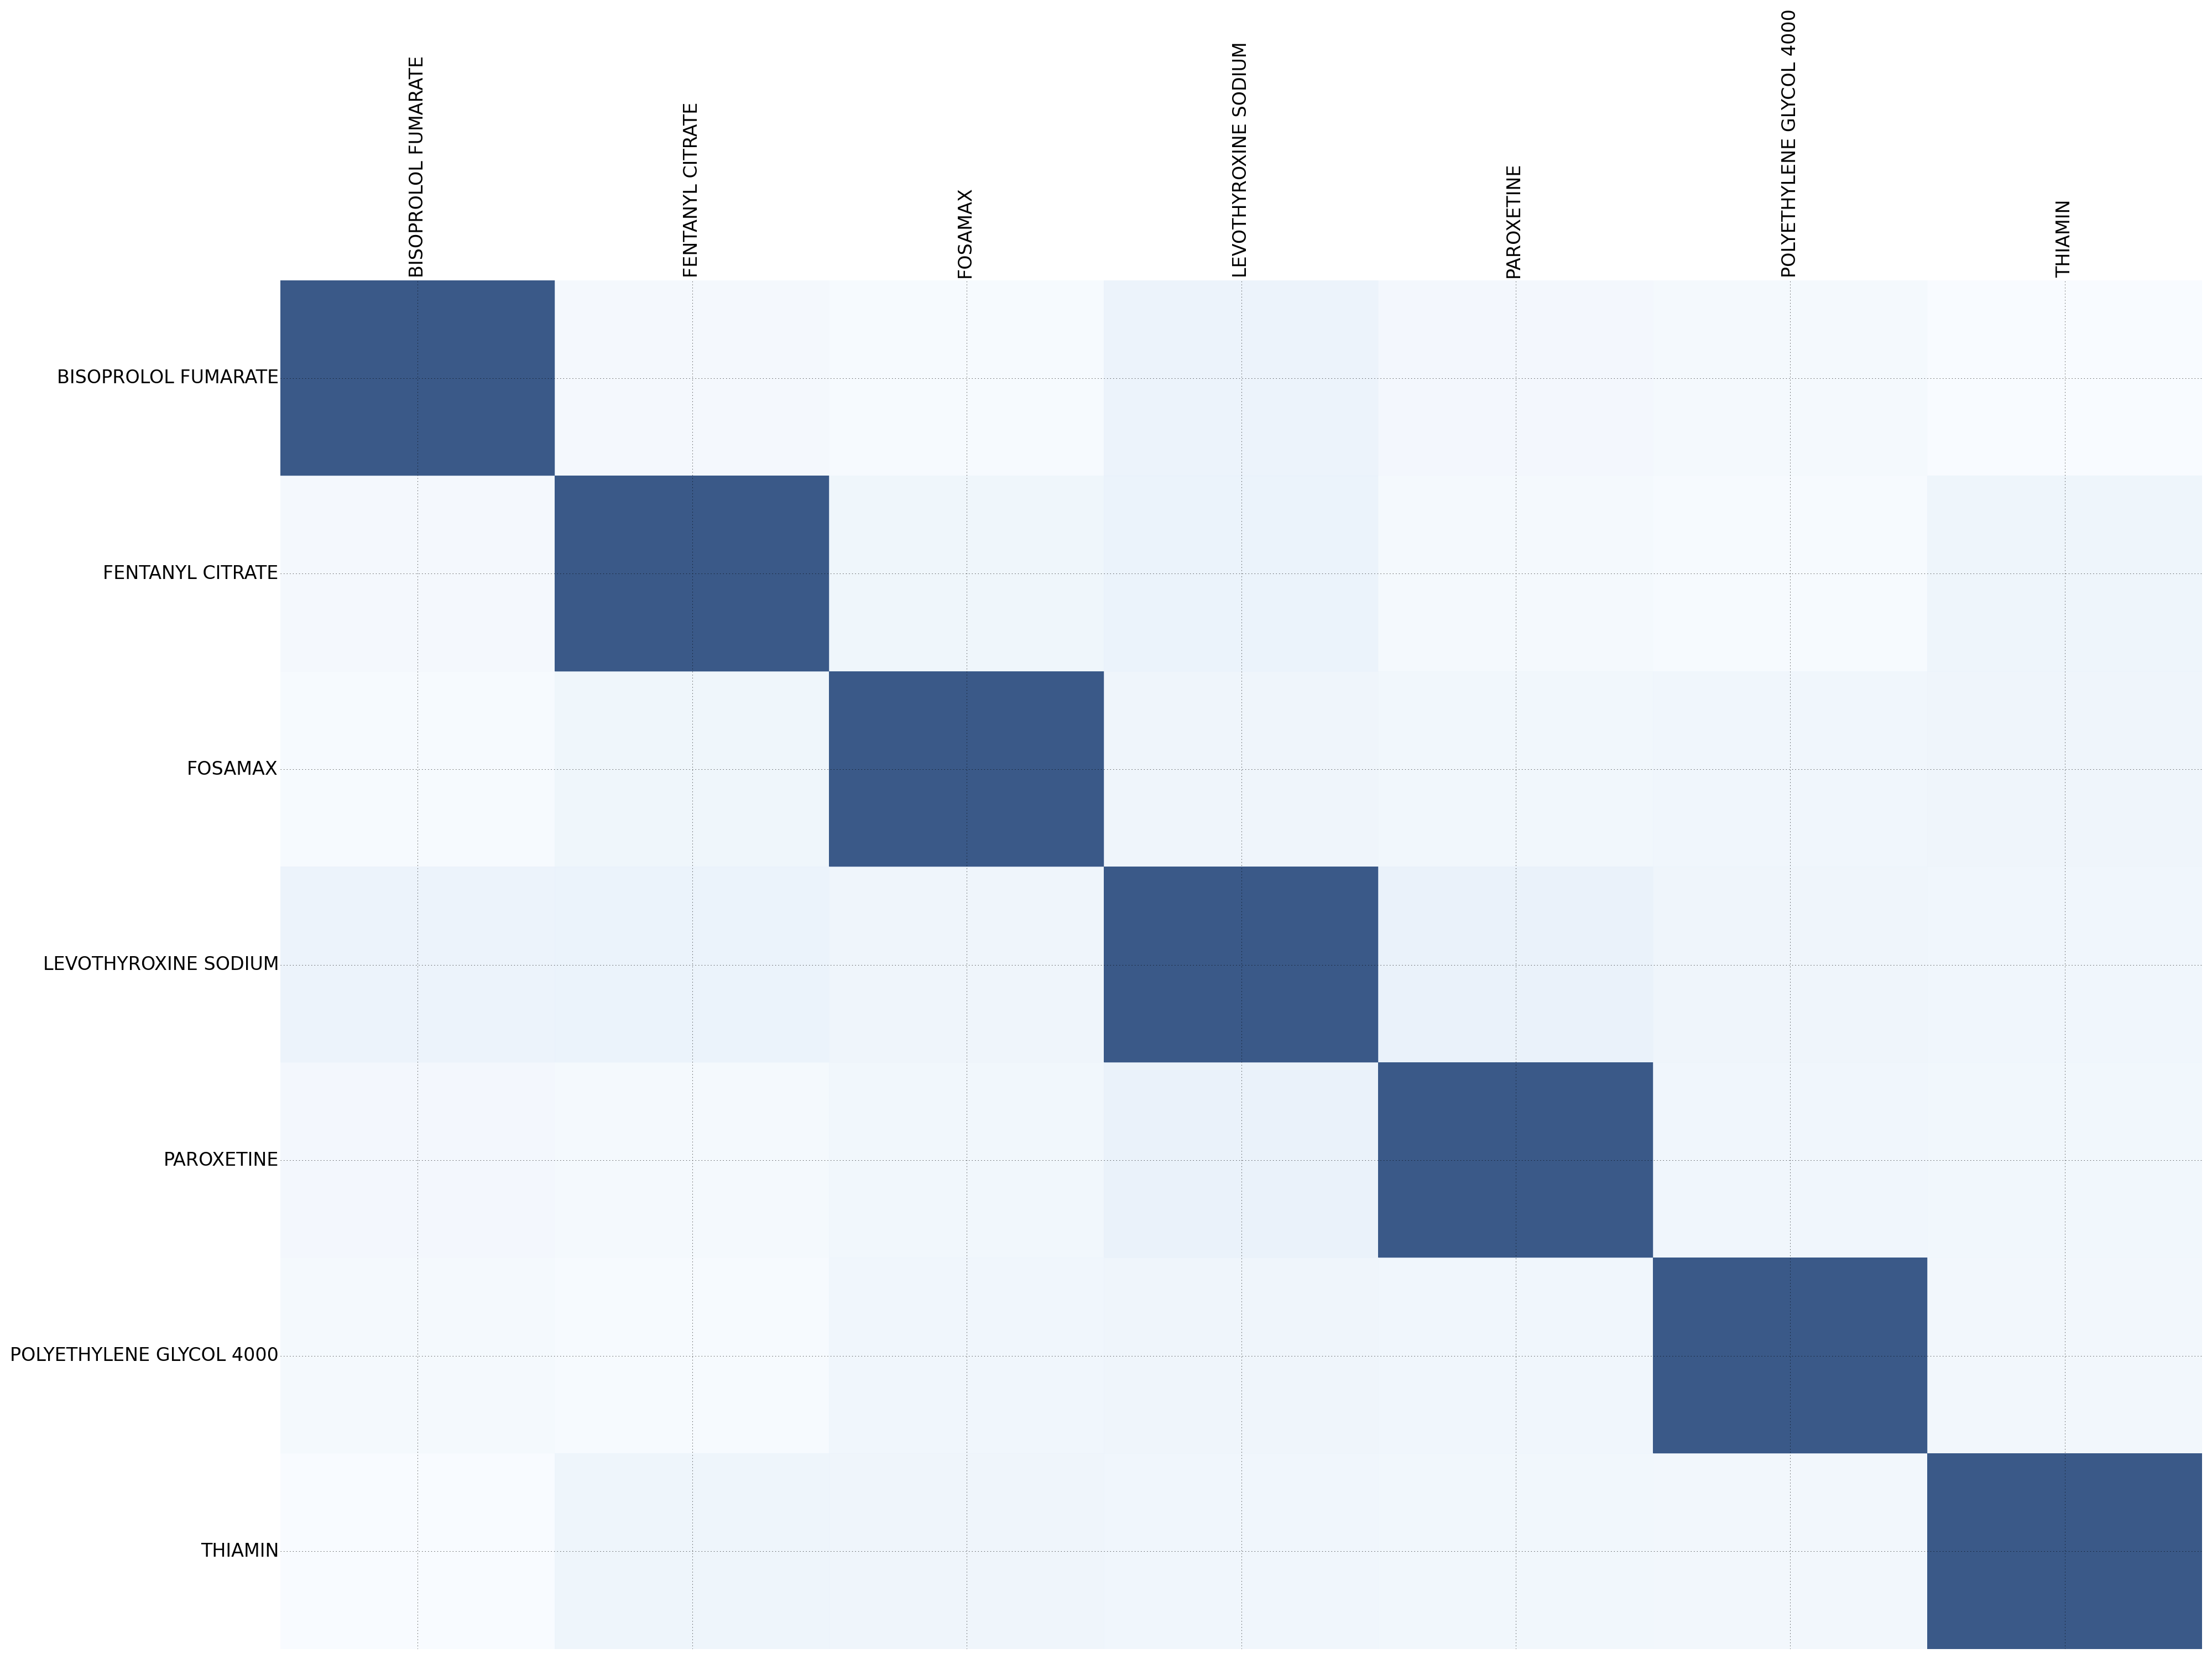 BISOPROLOL FUMARATE
FENTANYL CITRATE
FOSAMAX
LEVOTHYROXINE SODIUM
PAROXETINE
POLYETHYLENE GLYCOL 4000
THIAMIN
BISOPROLOL FUMARATE
FENTANYL CITRATE
FOSAMAX
LEVOTHYROXINE SODIUM
PAROXETINE
POLYETHYLENE GLYCOL 4000
THIAMIN